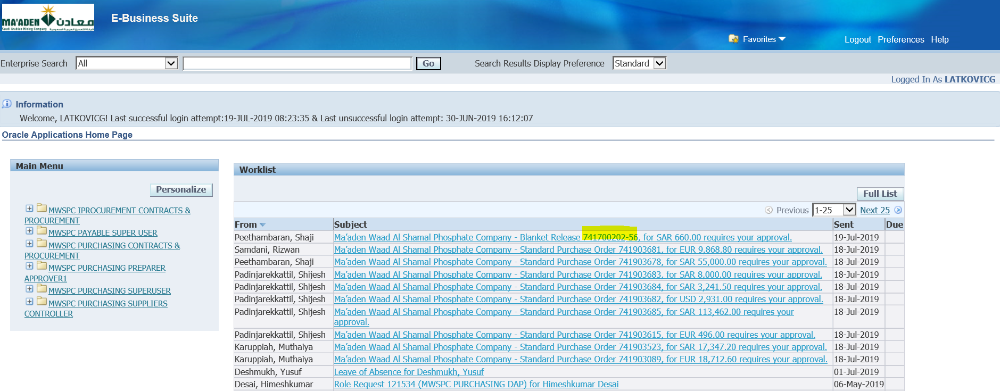 MA'ADEN معادن
Saudi Arabian Mining Company
E-Business Suite
Favorites
Logout Preferences Help
Enterprise Search All Go Search Results Display Preference Standard
Logged In As LATKOVICG
Information
Welcome, LATKOVICG! Last successful login attempt:19-JUL-2019 08:23:35 & Last unsuccessful login attempt: 30-JUN-2019 16:12:07
Oracle Applications Home Page
Main Menu
Personalize
MWSPC IPROCUREMENT CONTRACTS &
PROCUREMENT
MWSPC PAYABLE SUPER USER
MWSPC PURCHASING CONTRACTS &
PROCUREMENT
MWSPC PURCHASING PREPARER
APPROVER1
MWSPC PURCHASING SUPERUSER
MWSPC PURCHASING SUPPLIERS
CONTROLLER
Worklist
Full List
Previous 1-25 Next 25
From Subject Sent Due
Peethambaran, Shaji Ma’aden Waad Al Shamal Phosphate Company - Blanket Release 741700202-56, for SAR 660.00 requires your approval. 19-Jul-2019
Samdani, Rizwan Ma’aden Waad Al Shamal Phosphate Company - Standard Purchase Order 741903681, for EUR 9,868.80 requires your approval. 18-Jul-2019
Peethambaran, Shaji Ma’aden Waad Al Shamal Phosphate Company - Standard Purchase Order 741903678, for SAR 55,000.00 requires your approval. 18-Jul-2019
Padinjarekkattil, Shijesh Ma’aden Waad Al Shamal Phosphate Company - Standard Purchase Order 741903683, for SAR 8,000.00 requires your approval. 18-Jul-2019
Padinjarekkattil, Shijesh Ma’aden Waad Al Shamal Phosphate Company - Standard Purchase Order 741903684, for SAR 3,241.50 requires your approval. 18-Jul-2019
Padinjarekkattil, Shijesh Ma’aden Waad Al Shamal Phosphate Company - Standard Purchase Order 741903682, for USD 2,931.00 requires your approval. 18-Jul-2019
Padinjarekkattil, Shijesh Ma’aden Waad Al Shamal Phosphate Company - Standard Purchase Order 741903685, for SAR 113,462.00 requires your 18-Jul-2019
approval.
Padinjarekkattil, Shijesh Ma’aden Waad Al Shamal Phosphate Company - Standard Purchase Order 741903615, for EUR 496.00 requires your approval. 18-Jul-2019
Karuppiah, Muthaiya Ma’aden Waad Al Shamal Phosphate Company - Standard Purchase Order 741903523, for SAR 17,347.20 requires your approval. 18-Jul-2019
Karuppiah, Muthaiya Ma’aden Waad Al Shamal Phosphate Company - Standard Purchase Order 741903089, for EUR 18,712.60 requires your approval. 18-Jul-2019
Deshmukh, Yusuf Leave of Absence for Deshmukh, Yusuf 01-Jul-2019
Desai, Himeshkumar Role Request 121534 (MWSPC PURCHASING DAP) for Himeshkumar Desai 06-May-2019